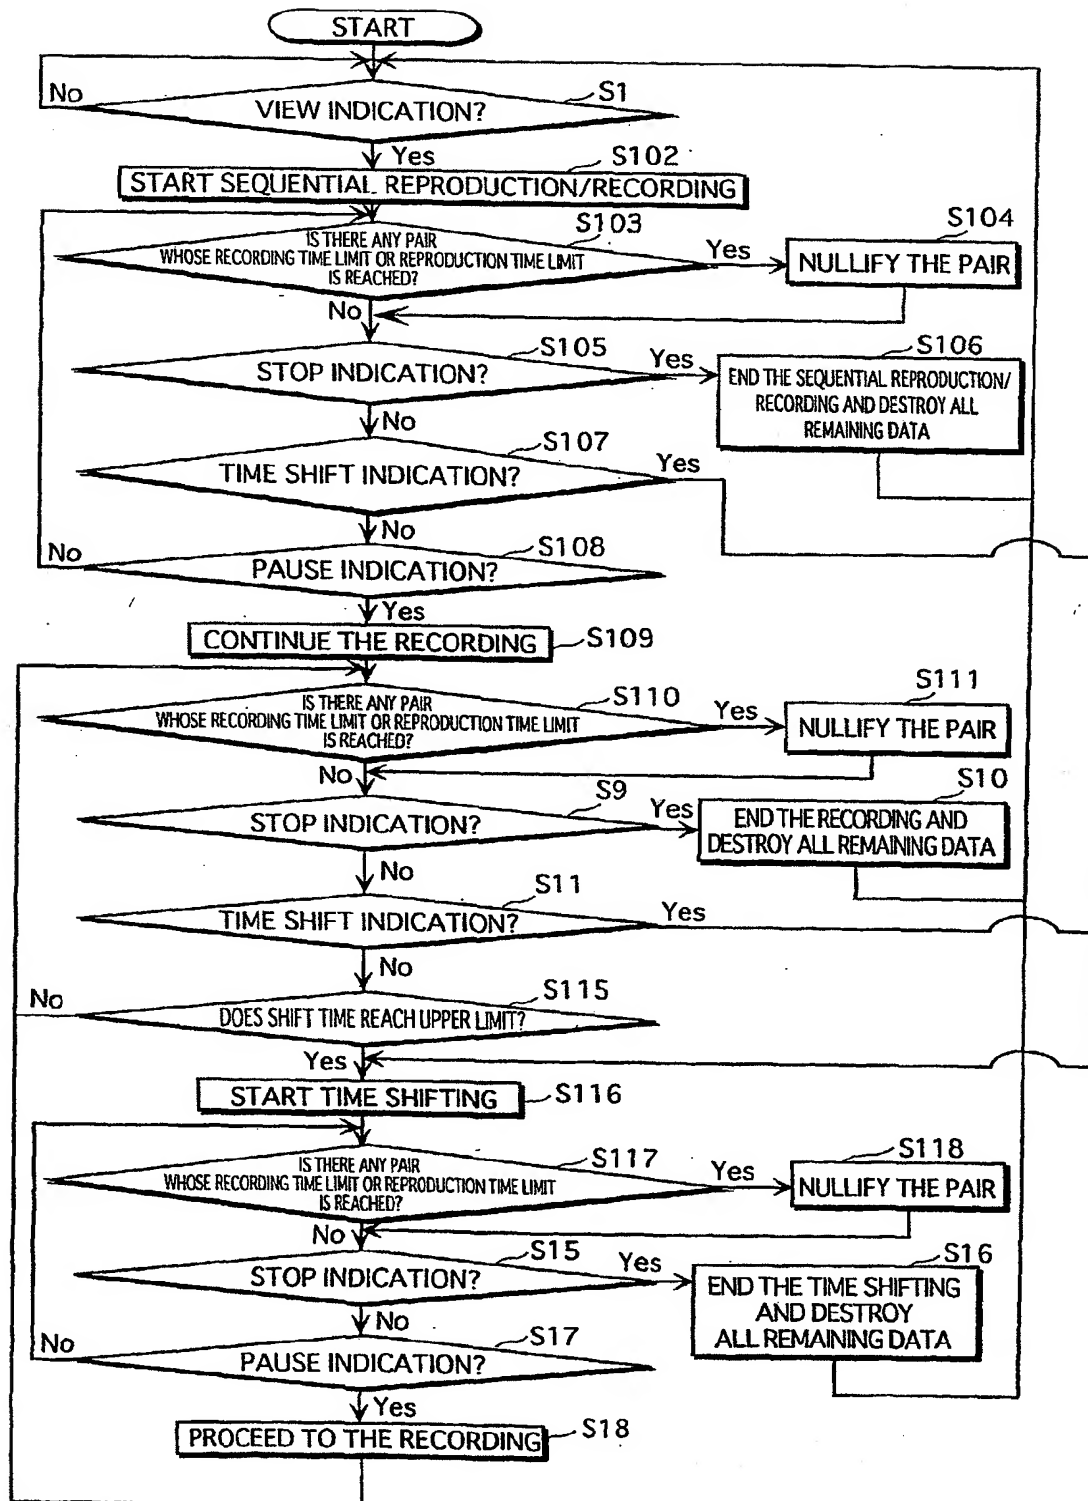 START
No
VIEW INDICATION?
S1
Yes
S102
START SEQUENTIAL REPRODUCTION/RECORDING
S103
IS THERE ANY PAIR
WHOSE RECORDING TIME LIMIT OR REPRODUCTION TIME LIMIT
IS REACHED?
Yes
S104
NULLIFY THE PAIR
No
S105
STOP INDICATION?
Yes
S106
END THE SEQUENTIAL REPRODUCTION/
RECORDING AND DESTROY ALL
REMAINING DATA
No
S107
TIME SHIFT INDICATION?
Yes
No
S108
No
PAUSE INDICATION?
Yes
CONTINUE THE RECORDING
S109
IS THERE ANY PAIR
WHOSE RECORDING TIME LIMIT OR REPRODUCTION TIME LIMIT
IS REACHED?
S110
Yes
S111
NULLIFY THE PAIR
No
S9
STOP INDICATION?
Yes
S10
END THE RECORDING AND
DESTROY ALL REMAINING DATA
No
S11
TIME SHIFT INDICATION?
Yes
No
S115
No
DOES SHIFT TIME REACH UPPER LIMIT?
Yes
START TIME SHIFTING
S116
IS THERE ANY PAIR
WHOSE RECORDING TIME LIMIT OR REPRODUCTION TIME LIMIT
IS REACHED?
S117
Yes
S118
NULLIFY THE PAIR
No
S15
STOP INDICATION?
Yes
S16
END THE TIME SHIFTING
AND DESTROY
ALL REMAINING DATA
No
S17
No
PAUSE INDICATION?
Yes
PROCEED TO THE RECORDING
S18